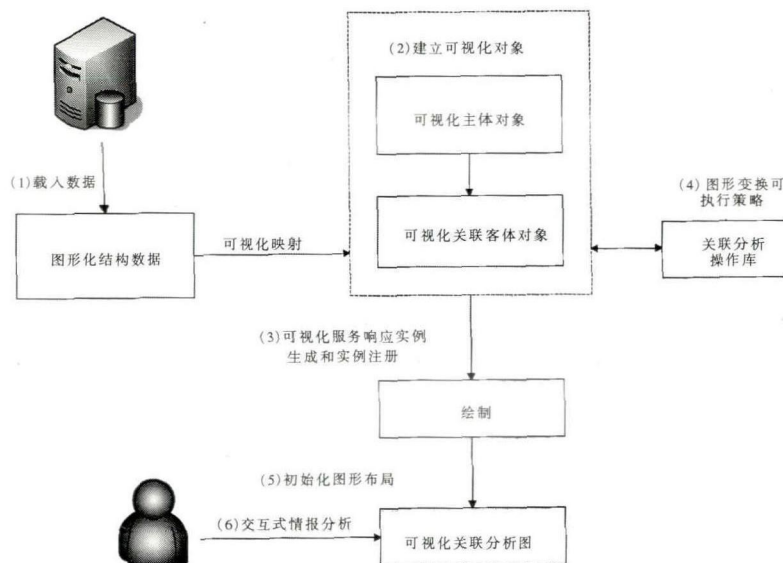 (2)建立可视化对象
可视化主体对象
(1)载入数据
(4) 图形变换可
执行策略
可视化关联客体对象
可视化映射
图形化结构数据
关联分析
操作库
(3)可视化服务响应实例
生成和实例注册
绘制
(5)初始化图形布局
(6)交互式情报分析
可视化关联分析图